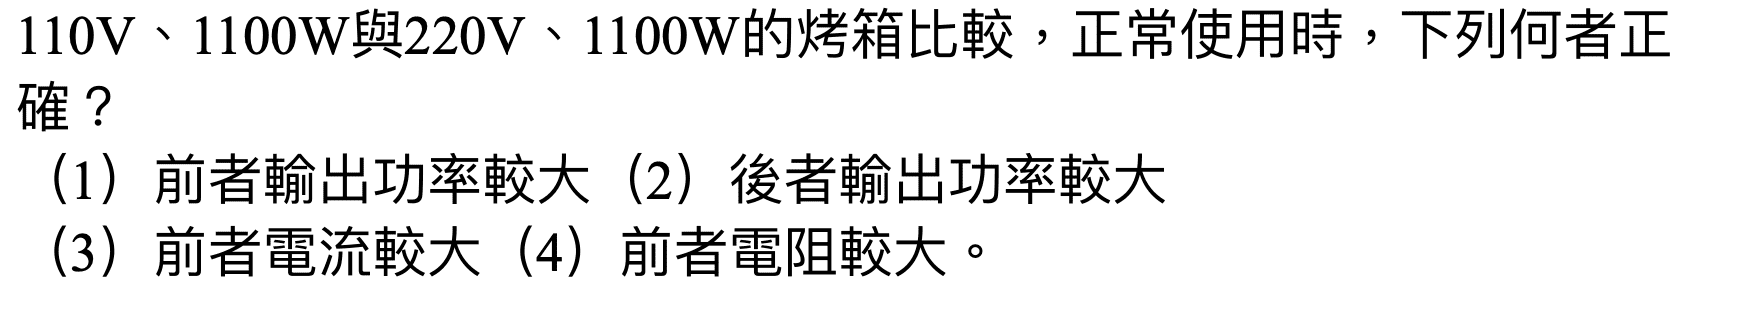 110V、1100W與220V、1100W的烤箱比較，正常使用時，下列何者正
確？
（1）前者輸出功率較大（2）後者輸出功率較大
（3）前者電流較大（4）前者電阻較大。